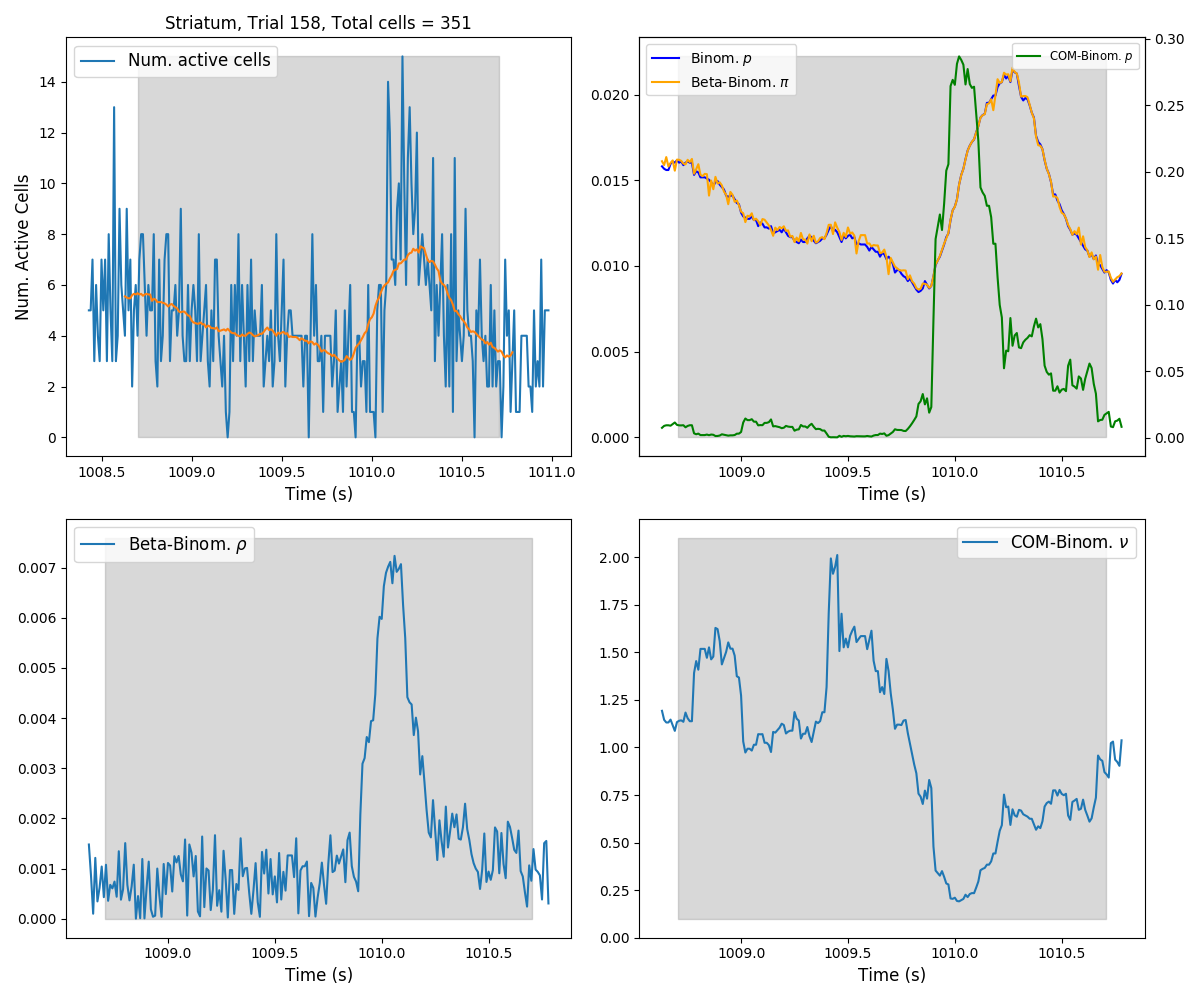 Striatum, Trial 158, Total cells = 351
Num. active cells
Num. Active Cells
14
12
10
8
6
4
2
0
1008.5 1009.0 1009.5 1010.0 1010.5 1011.0
Time (s)
Binom. p
Beta-Binom. π
COM-Binom. p
0.020
0.015
0.010
0.005
0.000
0.30
0.25
0.20
0.15
0.10
0.05
0.00
1009.0 1009.5 1010.0 1010.5
Time (s)
Beta-Binom. ρ
0.007
0.006
0.005
0.004
0.003
0.002
0.001
0.000
1009.0 1009.5 1010.0 1010.5
Time (s)
COM-Binom. ν
2.00
1.75
1.50
1.25
1.00
0.75
0.50
0.25
0.00
1009.0 1009.5 1010.0 1010.5
Time (s)